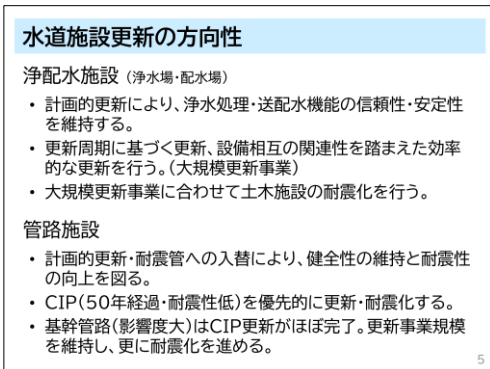 水道施設更新の方向性
浄配水施設 (浄水場・配水場)
• 計画的更新により、浄水処理・送配水機能の信頼性・安定性
を維持する。
• 更新周期に基づく更新、設備相互の関連性を踏まえた効率
的な更新を行う。(大規模更新事業)
• 大規模更新事業に合わせて土木施設の耐震化を行う。
管路施設
• 計画的更新・耐震管への入替により、健全性の維持と耐震性
の向上を図る。
• CIP(50年経過・耐震性低)を優先的に更新・耐震化する。
• 基幹管路(影響度大)はCIP更新がほぼ完了。更新事業規模
を維持し、更に耐震化を進める。
5